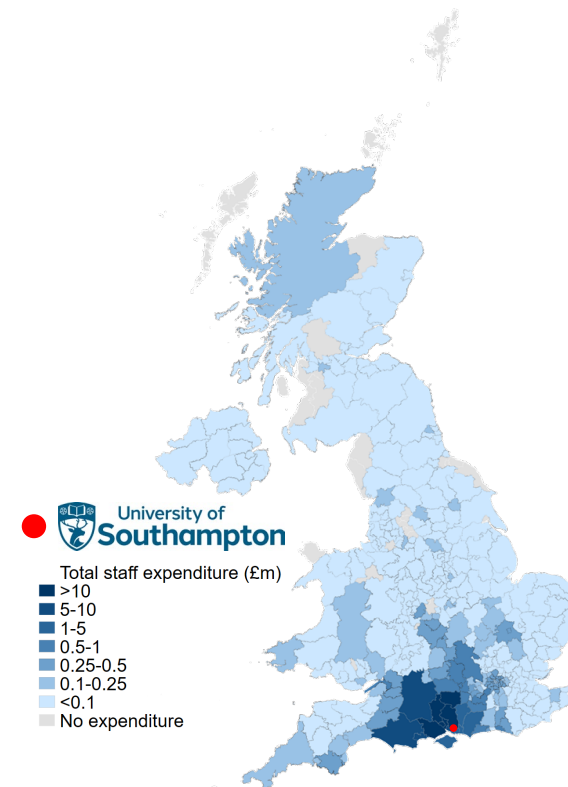 University of
Southampton
Total staff expenditure (£m)
>10
5-10
1-5
0.5-1
0.25-0.5
0.1-0.25
<0.1
No expenditure